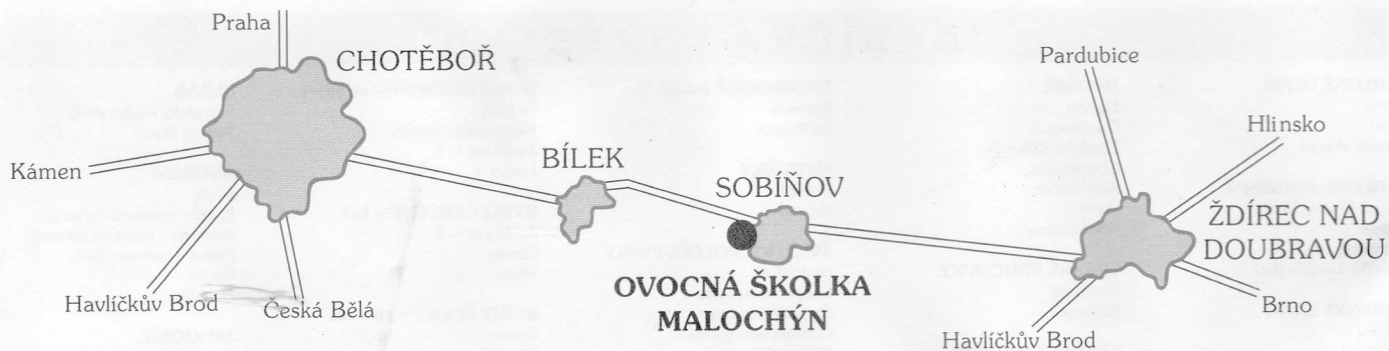 Praha
CHOTĚBOŘ
Kámen
Havlíčkův Brod
Česká Bělá
BÍLEK
SOBÍŇOV
OVOCNÁ ŠKOLKA
MALOCHÝN
Pardubice
Hlinsko
ŽDÍREC NAD
DOUBRAVOU
Brno
Havlíčkův Brod